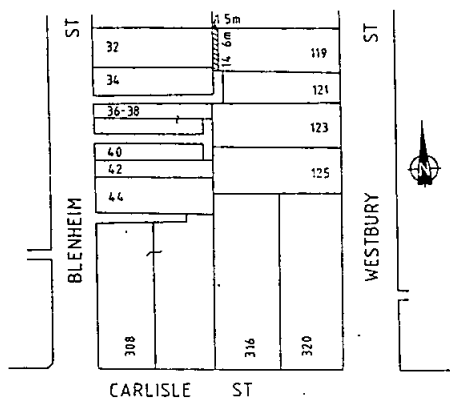 ST
1 5m
ST
32
14 6m
119
34
121
36-38
123
40
42
125
44
N
BLENHEIM
WESTBURY
308
316
320
CARLISLE ST